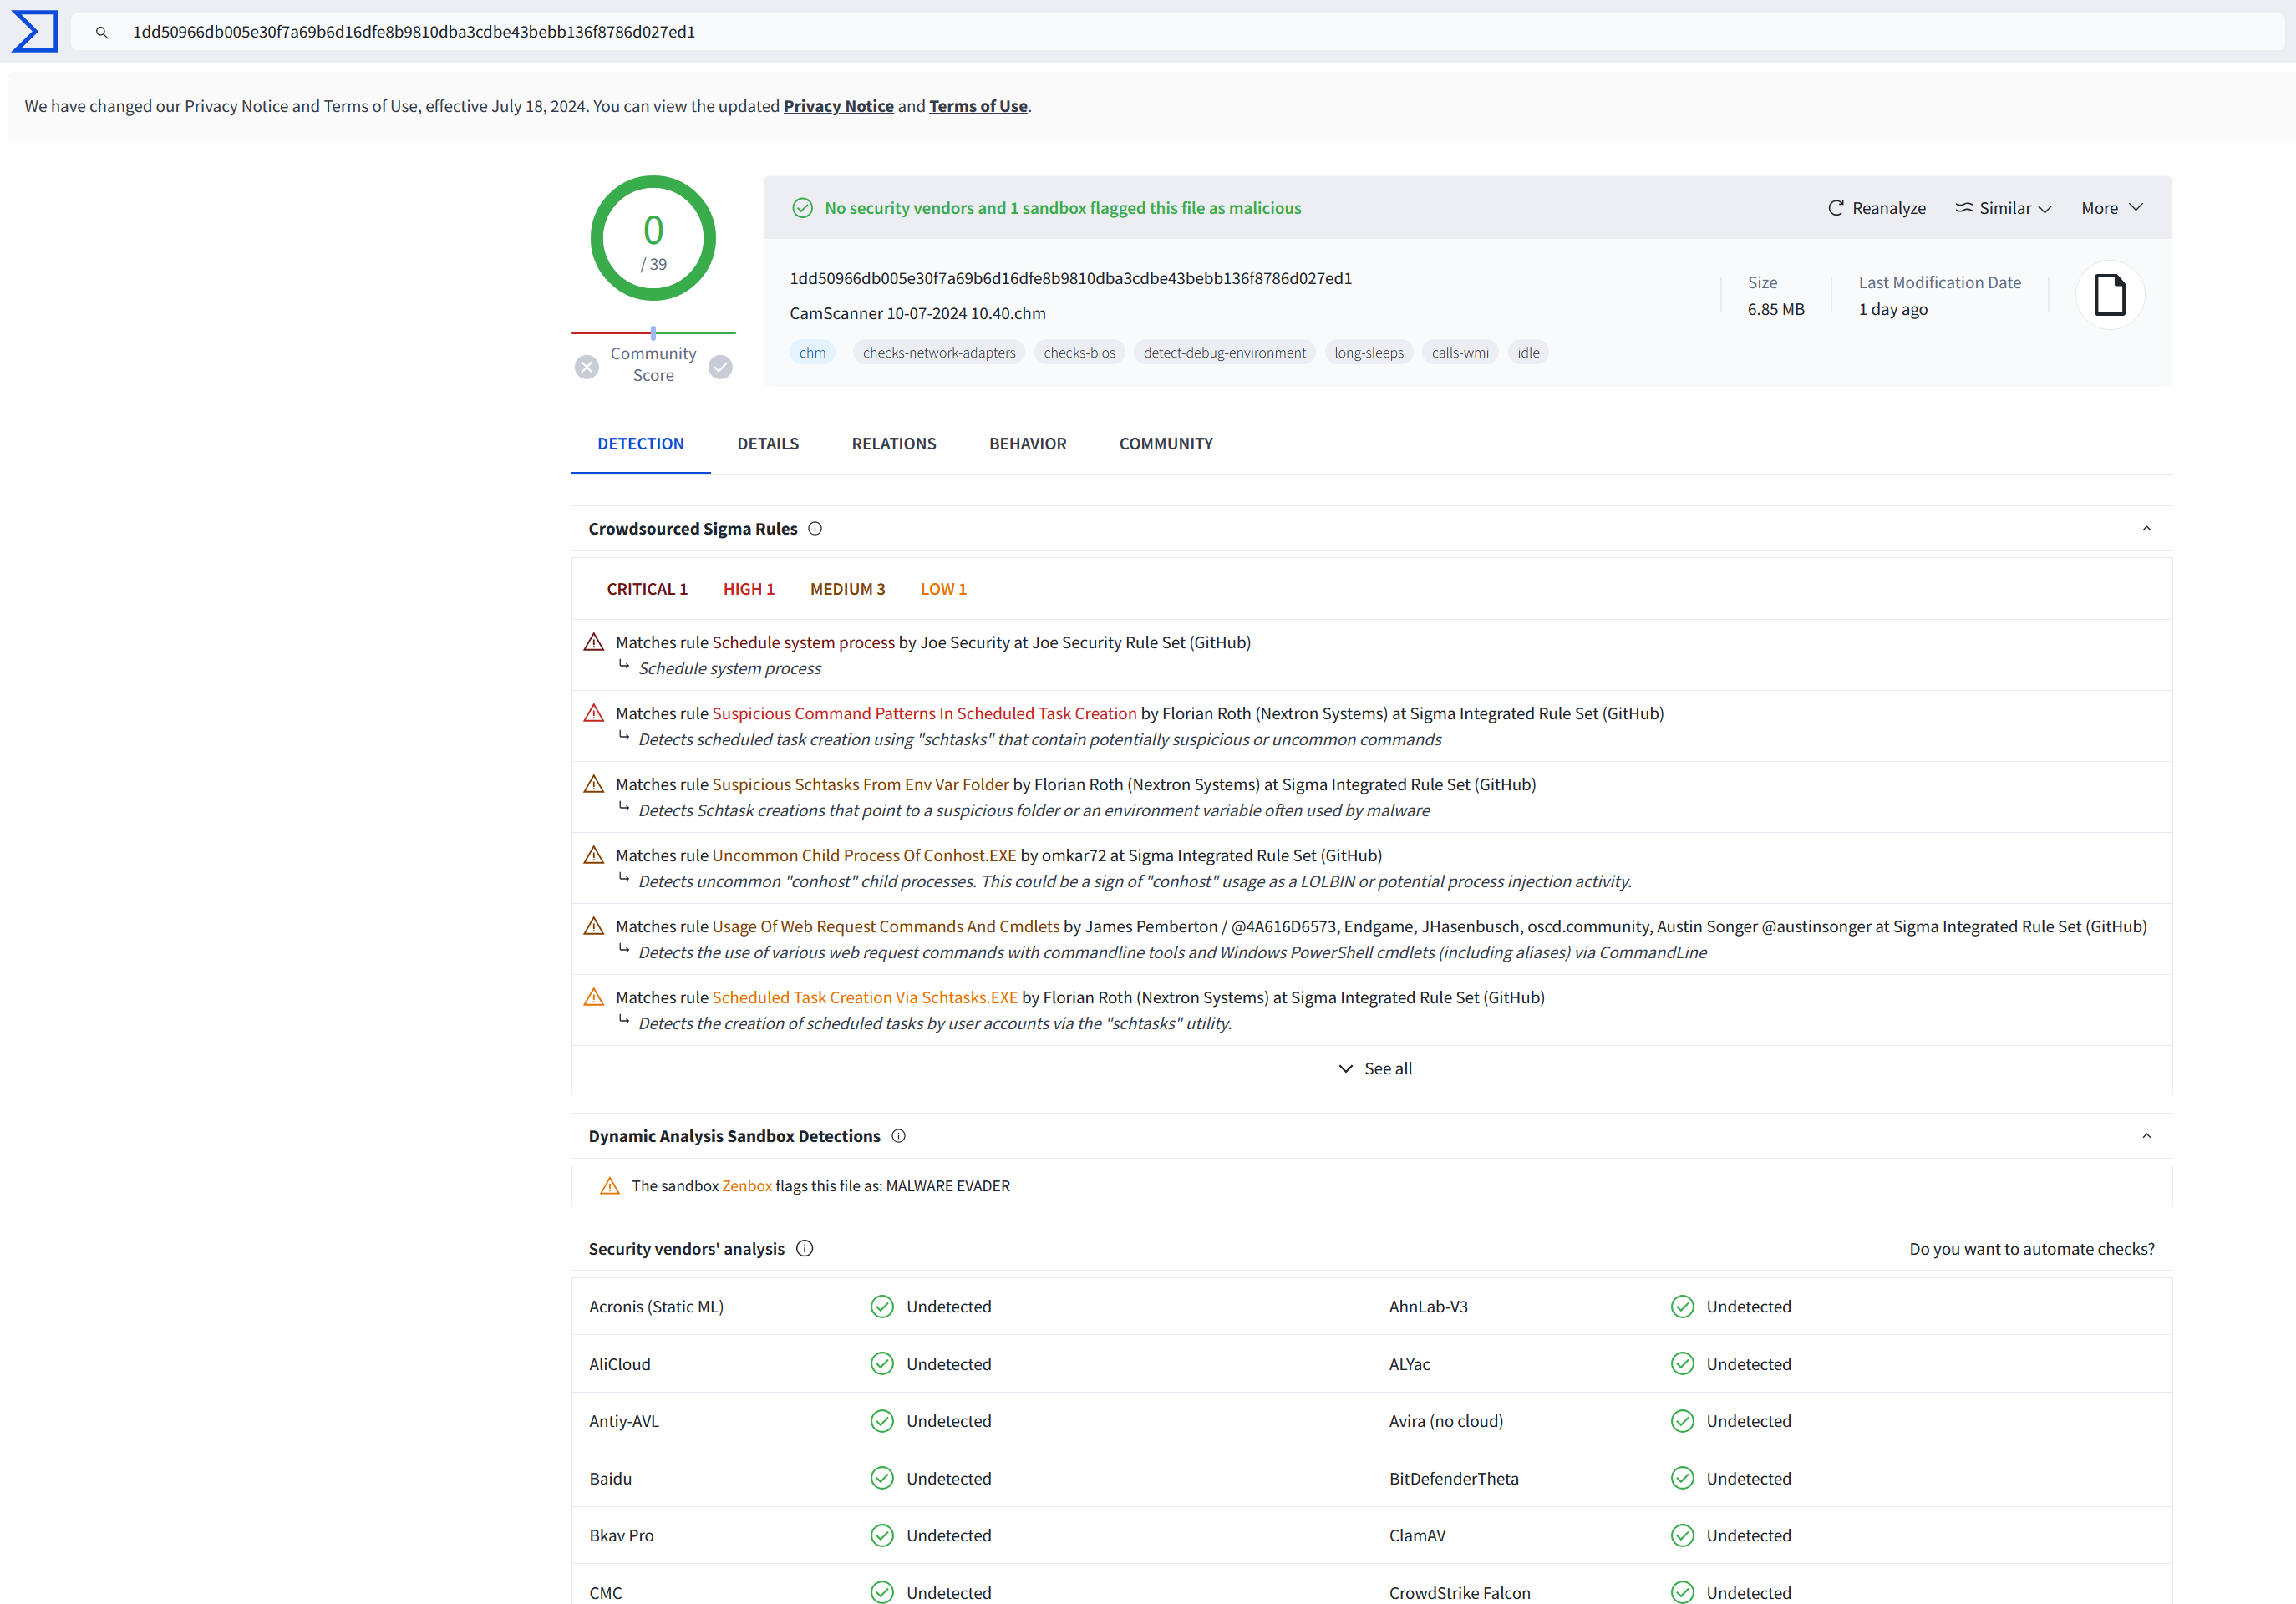 1dd50966db005e30f7a69b6d16dfe8b9810dba3cdbe43bebb136f8786d027ed1
We have changed our Privacy Notice and Terms of Use, effective July 18, 2024. You can view the updated Privacy Notice and Terms of Use.
0
/ 39
Community
Score
No security vendors and 1 sandbox flagged this file as malicious
Reanalyze
Similar
More
1dd50966db005e30f7a69b6d16dfe8b9810dba3cdbe43bebb136f8786d027ed1
CamScanner 10-07-2024 10.40.chm
Size
6.85 MB
Last Modification Date
1 day ago
chm checks-network-adapters checks-bios detect-debug-environment long-sleeps calls-wmi idle
DETECTION DETAILS RELATIONS BEHAVIOR COMMUNITY
Crowdsourced Sigma Rules
CRITICAL 1 HIGH 1 MEDIUM 3 LOW 1
Matches rule Schedule system process by Joe Security at Joe Security Rule Set (GitHub)
Schedule system process
Matches rule Suspicious Command Patterns In Scheduled Task Creation by Florian Roth (Nextron Systems) at Sigma Integrated Rule Set (GitHub)
Detects scheduled task creation using "schtasks" that contain potentially suspicious or uncommon commands
Matches rule Suspicious Schtasks From Env Var Folder by Florian Roth (Nextron Systems) at Sigma Integrated Rule Set (GitHub)
Detects Schtask creations that point to a suspicious folder or an environment variable often used by malware
Matches rule Uncommon Child Process Of Conhost.EXE by omkar72 at Sigma Integrated Rule Set (GitHub)
Detects uncommon "conhost" child processes. This could be a sign of "conhost" usage as a LOLBIN or potential process injection activity.
Matches rule Usage Of Web Request Commands And Cmdlets by James Pemberton / @4A616D6573, Endgame, JHasenbusch, oscd.community, Austin Songer @austinsonger at Sigma Integrated Rule Set (GitHub)
Detects the use of various web request commands with commandline tools and Windows PowerShell cmdlets (including aliases) via CommandLine
Matches rule Scheduled Task Creation Via Schtasks.EXE by Florian Roth (Nextron Systems) at Sigma Integrated Rule Set (GitHub)
Detects the creation of scheduled tasks by user accounts via the "schtasks" utility.
See all
Dynamic Analysis Sandbox Detections
The sandbox Zenbox flags this file as: MALWARE EVADER
Security vendors' analysis
Do you want to automate checks?
Acronis (Static ML) Undetected AhnLab-V3 Undetected
AliCloud Undetected ALYac Undetected
Antiy-AVL Undetected Avira (no cloud) Undetected
Baidu Undetected BitDefenderTheta Undetected
Bkav Pro Undetected ClamAV Undetected
CMC Undetected CrowdStrike Falcon Undetected